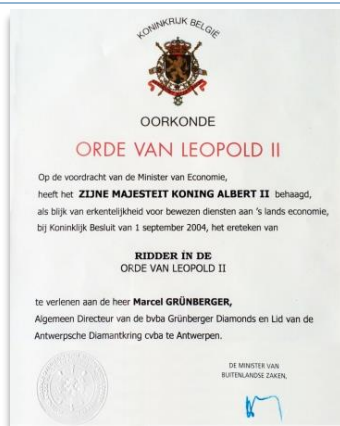 KONINKRIJK BELGIË
OORKONDE
ORDE VAN LEOPOLD II
Op de voordracht van de Minister van Economie,
heeft het ZIJNE MAJESTEIT KONING ALBERT II behaagd,
als blijk van erkentelijkheid voor bewezen diensten aan 's lands economie,
bij Koninklijk Besluit van 1 september 2004, het ereteken van
RIDDER IN DE
ORDE VAN LEOPOLD II
te verlenen aan de heer Marcel GRÜNBERGER,
Algemeen Directeur van de bvba Grünberger Diamonds en Lid van de
Antwerpsche Diamantkring cvba te Antwerpen.
DE MINISTER VAN
BUITENLANDSE ZAKEN,